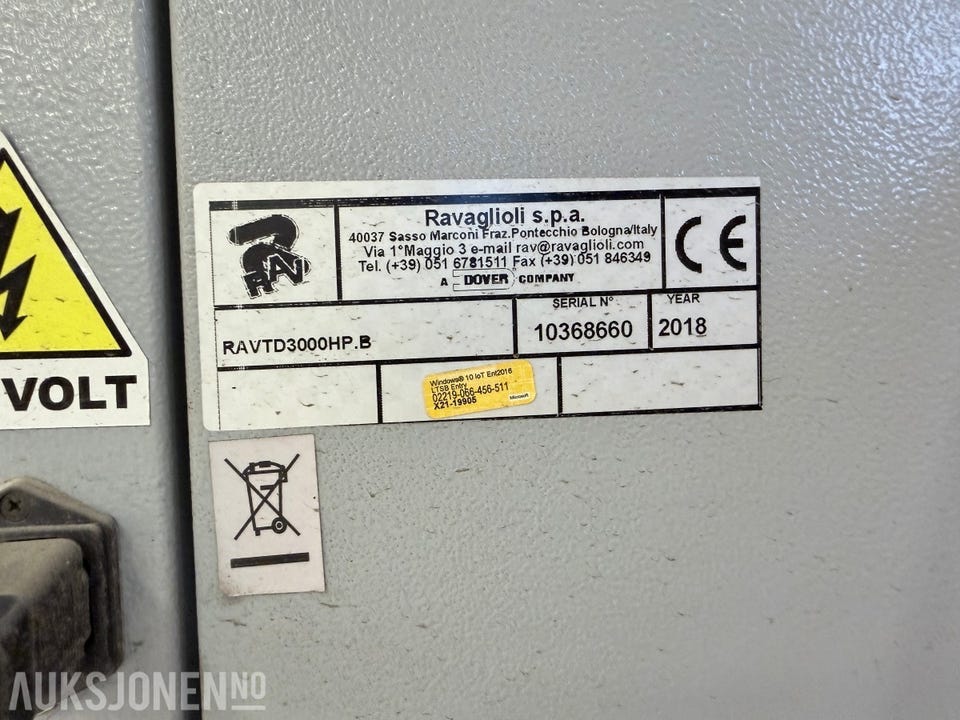 VOLT
RAV
Ravaglioli s.p.a.
40037 Sasso Marconi Fraz.Pontecchio Bologna/Italy
Via 1°Maggio 3 e-mail rav@ravaglioli.com
Tel. (+39) 051 6781511 Fax (+39) 051 846349
A DOVER COMPANY
CE
RAVTD3000HP.B
SERIAL N°
10368660
YEAR
2018
Windows® 10 IoT Ent2016
LTSB Entry
02219-066-456-511
X21-19905
Microsoft
AUKSJONEN.NO